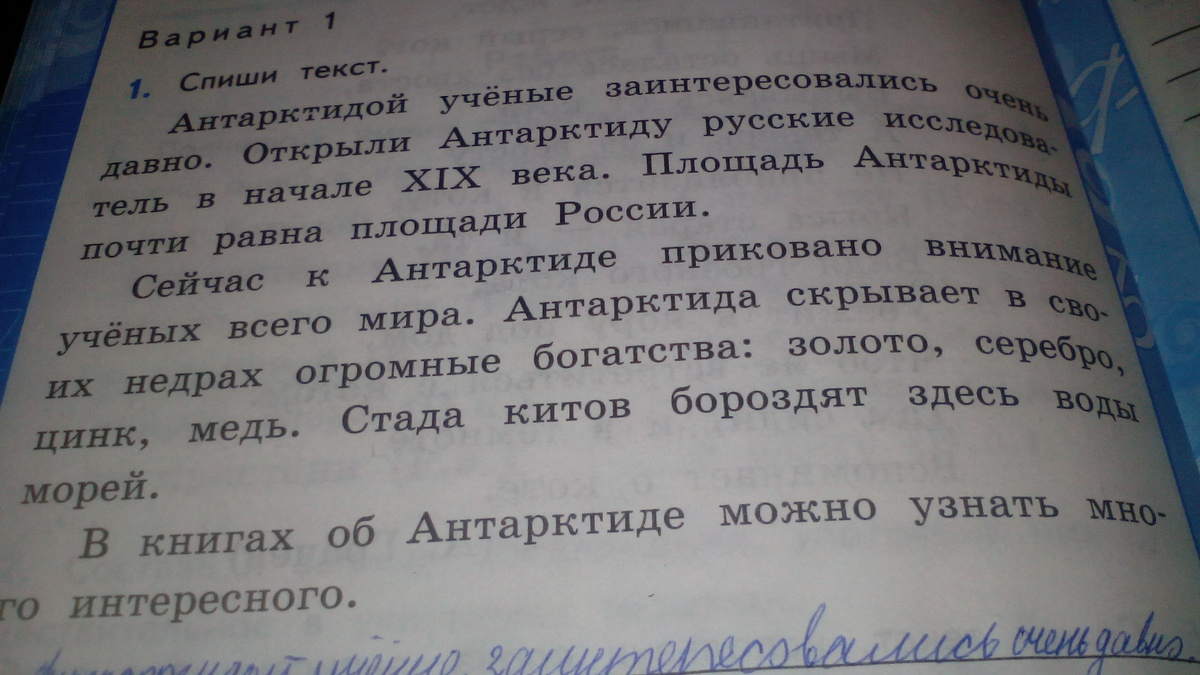 Вариант 1
1. Спиши текст.
Антарктидой учёные заинтересовались очень
давно. Открыли Антарктиду русские исследова-
тель в начале XIX века. Площадь Антарктиды
почти равна площади России.
Сейчас к Антарктиде приковано внимание
учёных всего мира. Антарктида скрывает в сво-
их недрах огромные богатства: золото, серебро,
цинк, медь. Стада китов бороздят здесь воды
морей.
В книгах об Антарктиде можно узнать мно-
го интересного.
заинтересовались очень давно.